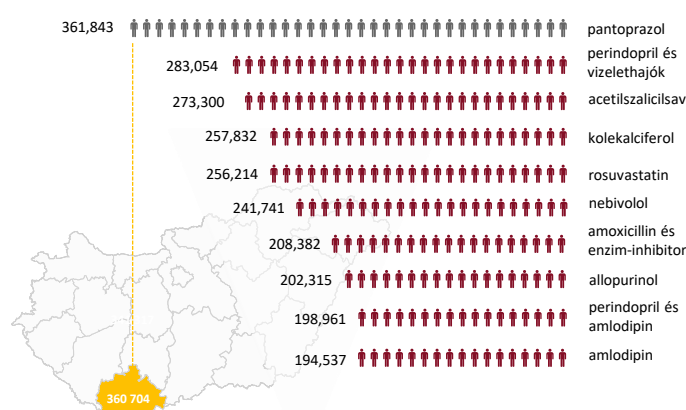 361,843 pantoprazol
283,054 perindopril és
vizelethajók
273,300 acetilszalicilsav
257,832 kolekalciferol
256,214 rosuvastatin
241,741 nebivolol
208,382 amoxicillin és
enzim-inhibitor
202,315 allopurinol
198,961 perindopril és
amlodipin
194,537 amlodipin
360 704